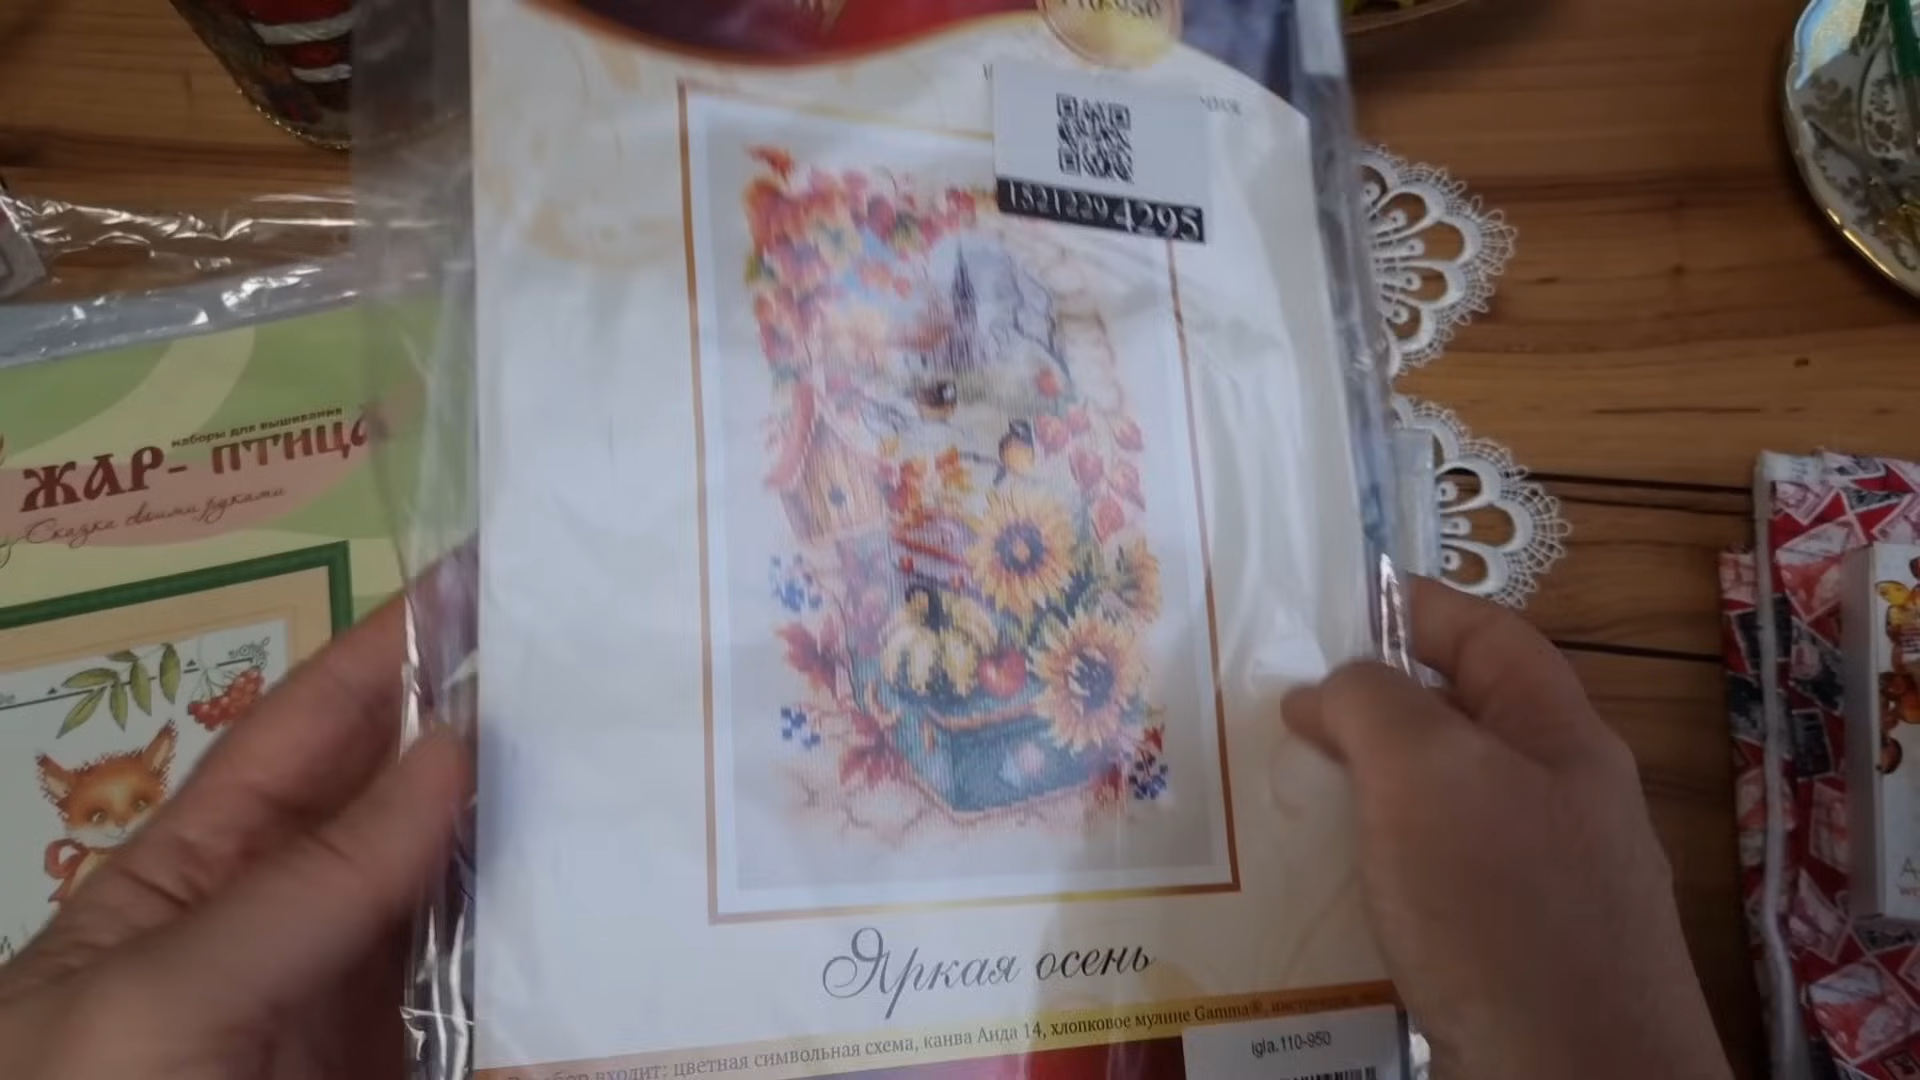 1521229 4295
наборы для вышивания
ЖАР-ПТИЦА
Сказка своими руками
Яркая осень
входит: цветная символьная схема, канва Аида 14, хлопковое мулине Gamma®, инструкция
igla.110-950